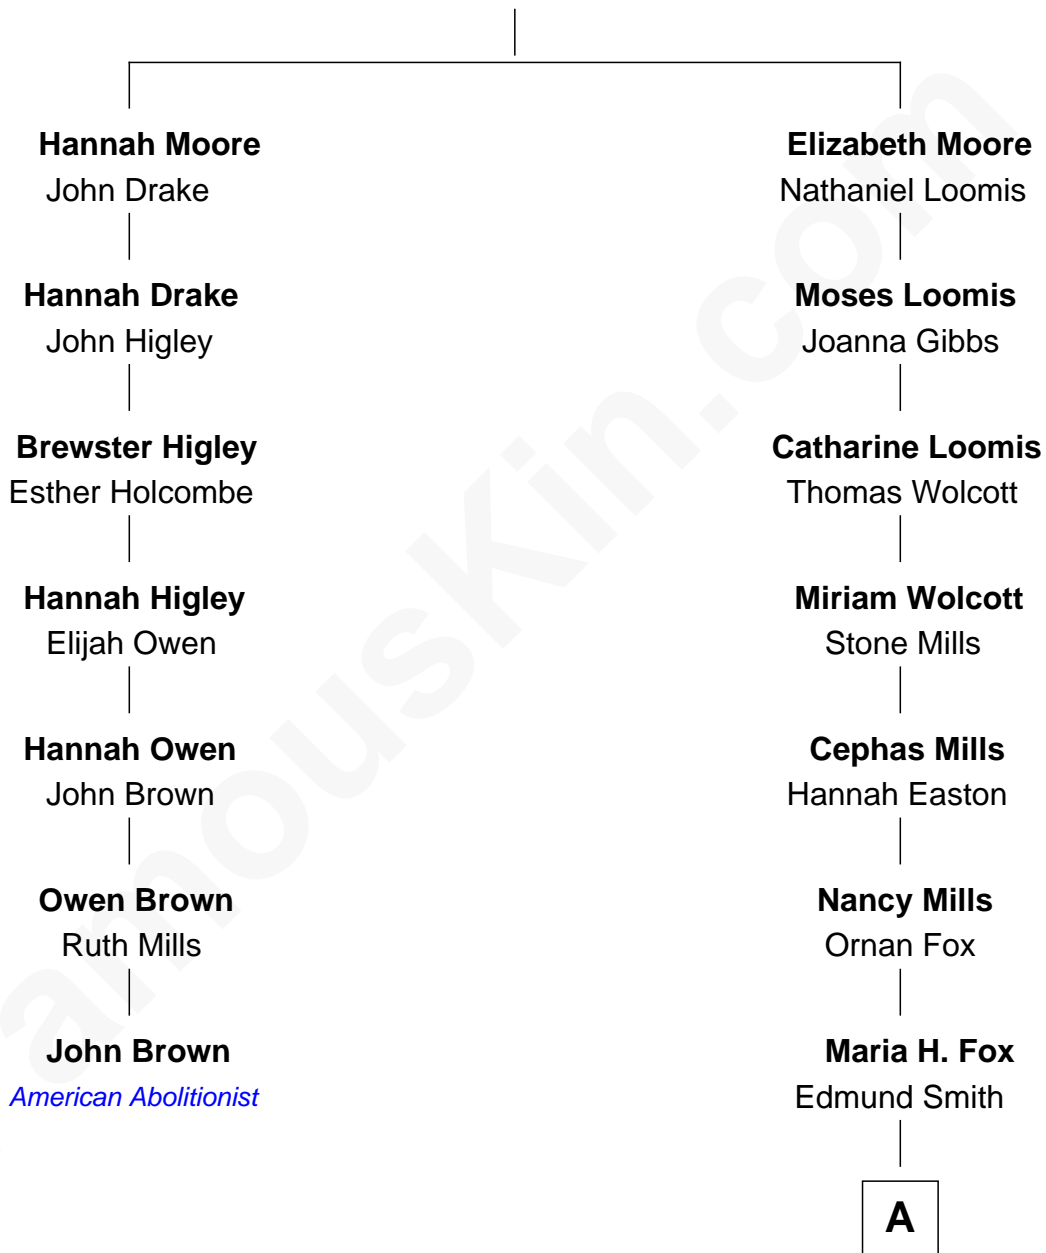 Hannah Moore
John Drake
Elizabeth Moore
Nathaniel Loomis
Hannah Drake
John Higley
Moses Loomis
Joanna Gibbs
Brewster Higley
Esther Holcombe
Catharine Loomis
Thomas Wolcott
Hannah Higley
Elijah Owen
Miriam Wolcott
Stone Mills
Hannah Owen
John Brown
Cephas Mills
Hannah Easton
Owen Brown
Ruth Mills
Nancy Mills
Ornan Fox
John Brown
American Abolitionist
Maria H. Fox
Edmund Smith
A
amouskin.com